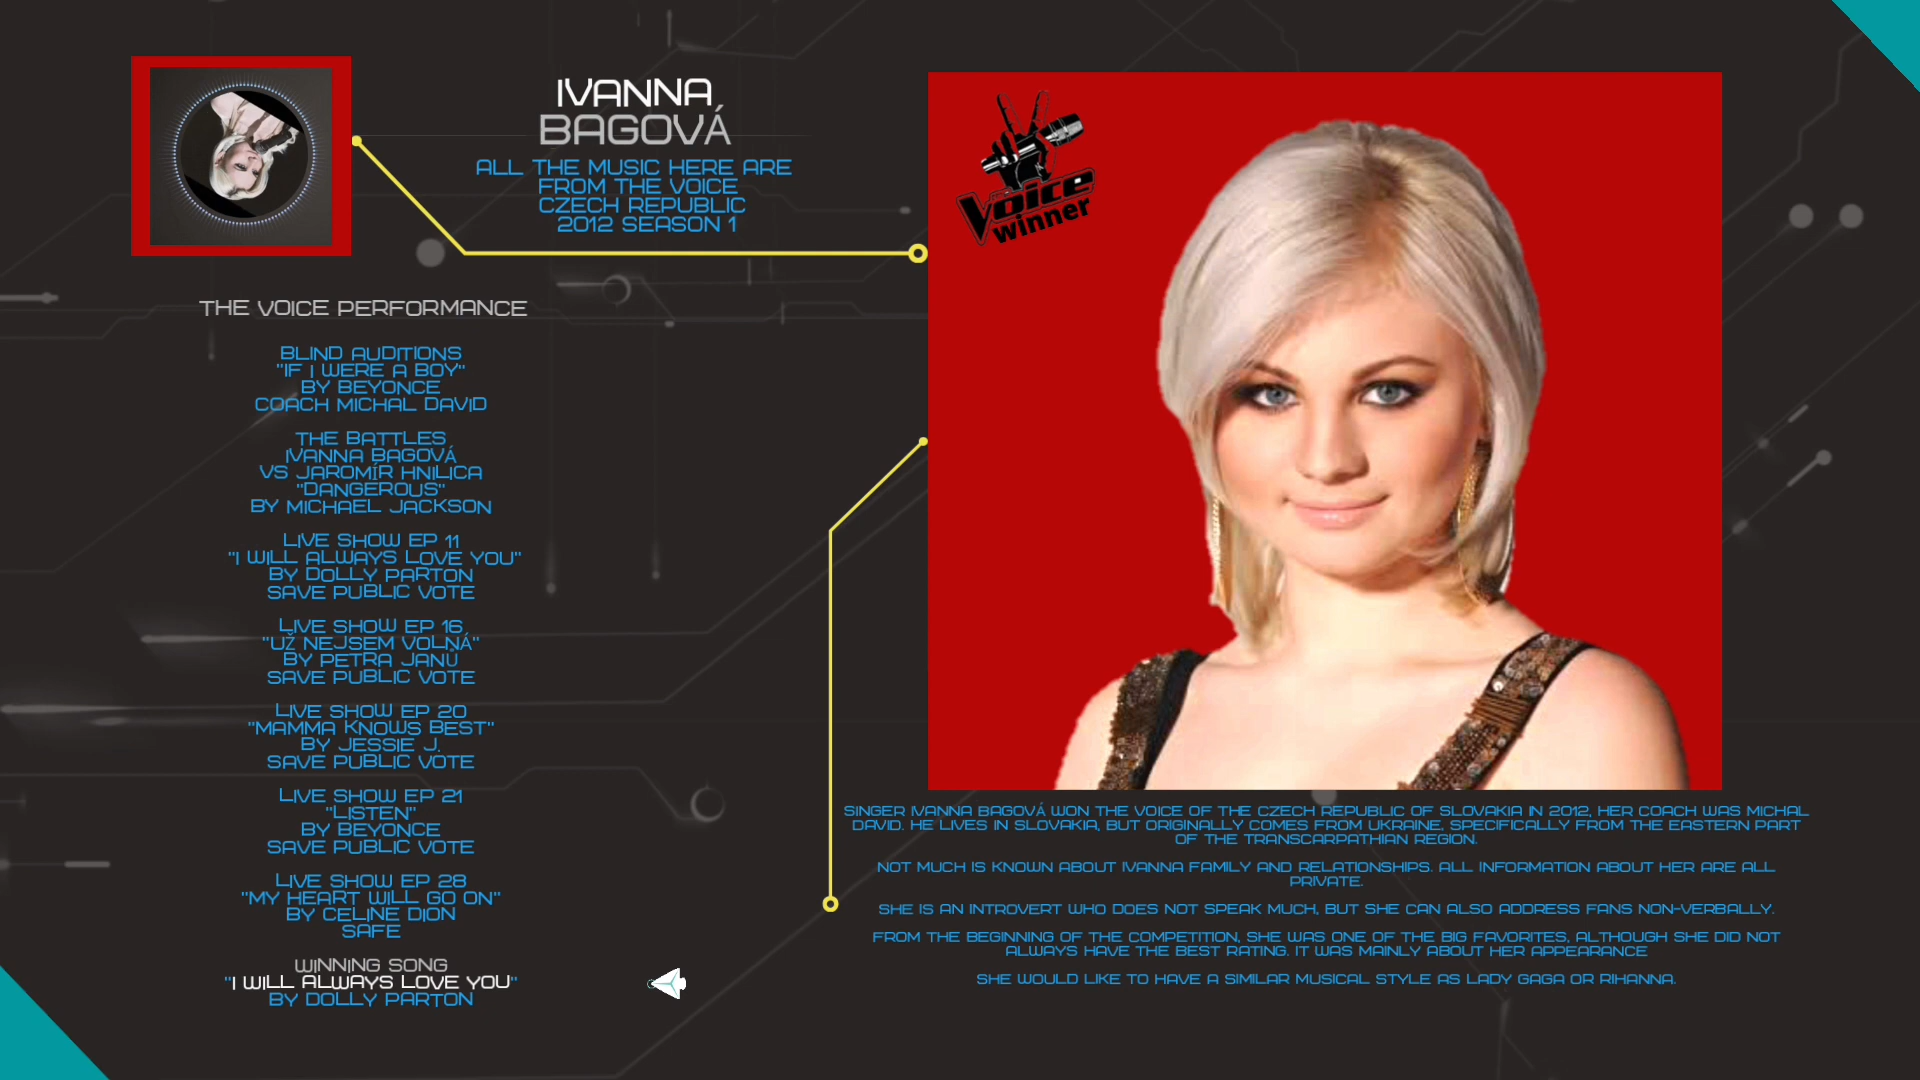 IVANNA
BAGOVÁ
ALL THE MUSIC HERE ARE
FROM THE VOICE
CZECH REPUBLIC
2012 SEASON 1
THE VOICE PERFORMANCE
BLIND AUDITIONS
"IF I WERE A BOY"
BY BEYONCE
COACH MICHAL DAVID
THE BATTLES
IVANNA BAGOVÁ
VS JAROMÍR HNILICA
"DANGEROUS"
BY MICHAEL JACKSON
LIVE SHOW EP 11
"I WILL ALWAYS LOVE YOU"
BY DOLLY PARTON
SAVE PUBLIC VOTE
LIVE SHOW EP 16
"UŽ NEJSEM VOLNÁ"
BY PETRA JANŮ
SAVE PUBLIC VOTE
LIVE SHOW EP 20
"MAMMA KNOWS BEST"
BY JESSIE J.
SAVE PUBLIC VOTE
LIVE SHOW EP 21
"LISTEN"
BY BEYONCE
SAVE PUBLIC VOTE
LIVE SHOW EP 28
"MY HEART WILL GO ON"
BY CELINE DION
SAFE
WINNING SONG
"I WILL ALWAYS LOVE YOU"
BY DOLLY PARTON
Voice
winner
SINGER IVANNA BAGOVÁ WON THE VOICE OF THE CZECH REPUBLIC OF SLOVAKIA IN 2012, HER COACH WAS MICHAL
DAVID. HE LIVES IN SLOVAKIA, BUT ORIGINALLY COMES FROM UKRAINE, SPECIFICALLY FROM THE EASTERN PART
OF THE TRANSCARPATHIAN REGION.
NOT MUCH IS KNOWN ABOUT IVANNA FAMILY AND RELATIONSHIPS. ALL INFORMATION ABOUT HER ARE ALL
PRIVATE.
SHE IS AN INTROVERT WHO DOES NOT SPEAK MUCH, BUT SHE CAN ALSO ADDRESS FANS NON-VERBALLY.
FROM THE BEGINNING OF THE COMPETITION, SHE WAS ONE OF THE BIG FAVORITES, ALTHOUGH SHE DID NOT
ALWAYS HAVE THE BEST RATING. IT WAS MAINLY ABOUT HER APPEARANCE
SHE WOULD LIKE TO HAVE A SIMILAR MUSICAL STYLE AS LADY GAGA OR RIHANNA.